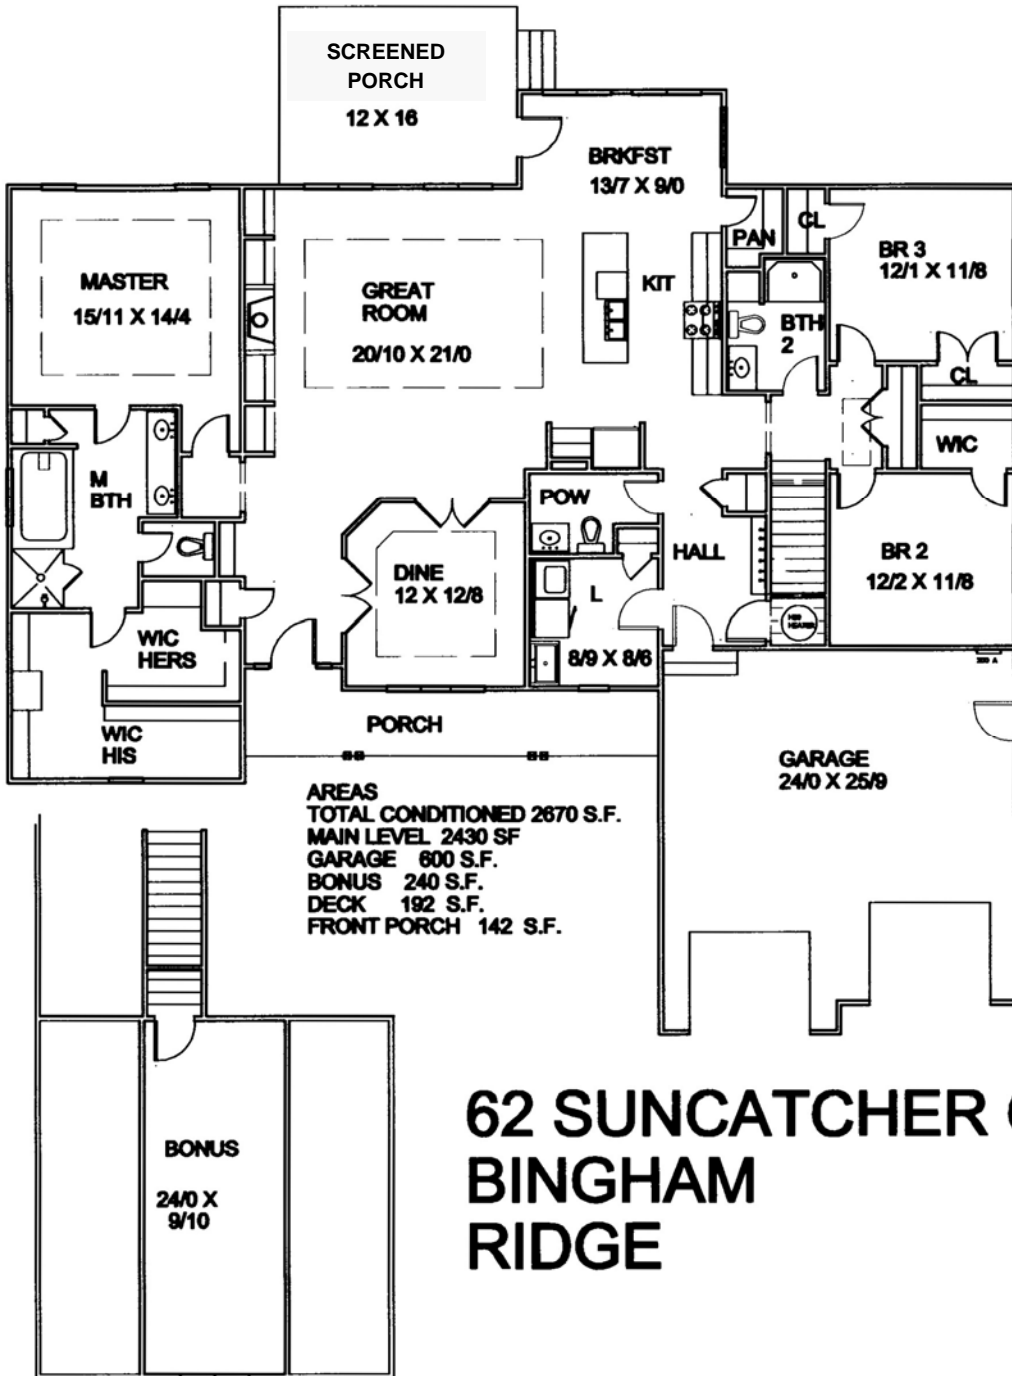 SCREENED
PORCH
12 X 16
BRKFST
13/7 X 9/0
MASTER
15/11 X 14/4
GREAT
ROOM
20/10 X 21/0
KIT
PAN
CL
BR 3
12/1 X 11/8
BTH
2
CL
WIC
M
BTH
POW
HALL
BR 2
12/2 X 11/8
DINE
12 X 12/8
L
8/9 X 8/6
WIC
HERS
WIC
HIS
PORCH
200 A
GARAGE
24/0 X 25/9
AREAS
TOTAL CONDITIONED 2670 S.F.
MAIN LEVEL 2430 SF
GARAGE 600 S.F.
BONUS 240 S.F.
DECK 192 S.F.
FRONT PORCH 142 S.F.
BONUS
24/0 X
9/10
62 SUNCATCHER
BINGHAM
RIDGE